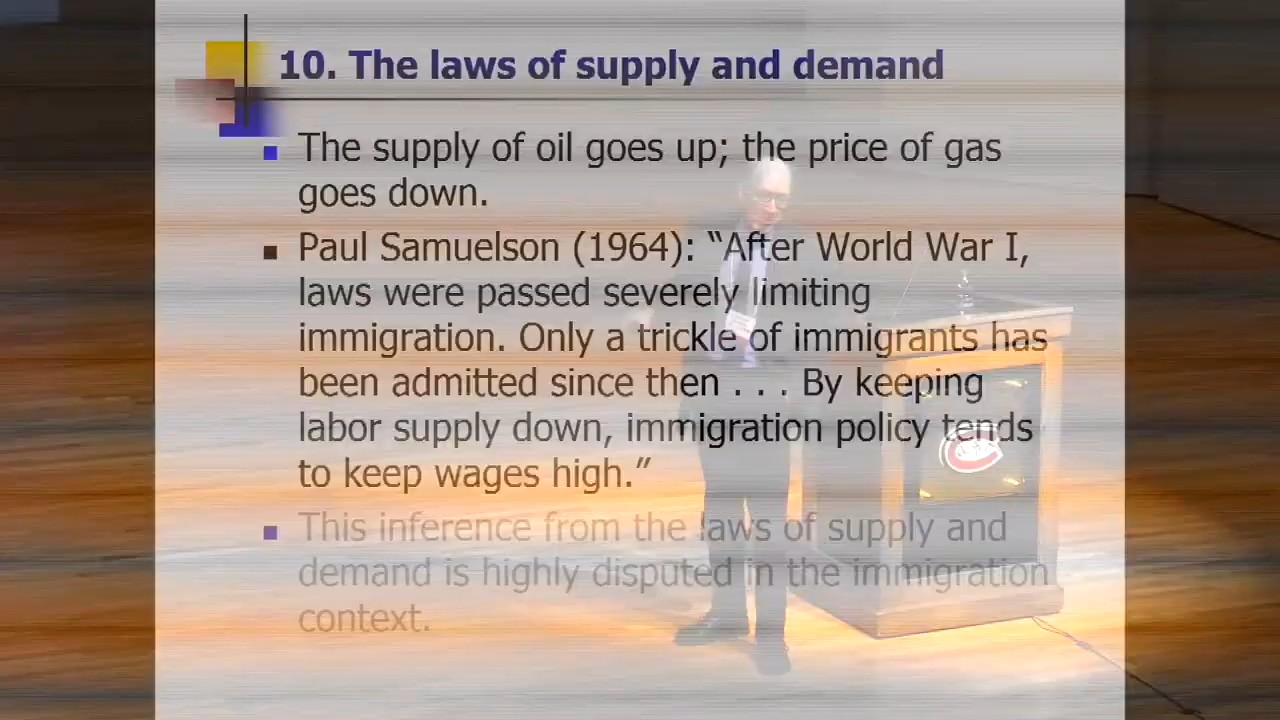 10. The laws of supply and demand
The supply of oil goes up; the price of gas
goes down.
Paul Samuelson (1964): “After World War I,
laws were passed severely limiting
immigration. Only a trickle of immigrants has
been admitted since then . . . By keeping
labor supply down, immigration policy tends
to keep wages high.”
This inference from the laws of supply and
demand is highly disputed in the immigration
context.